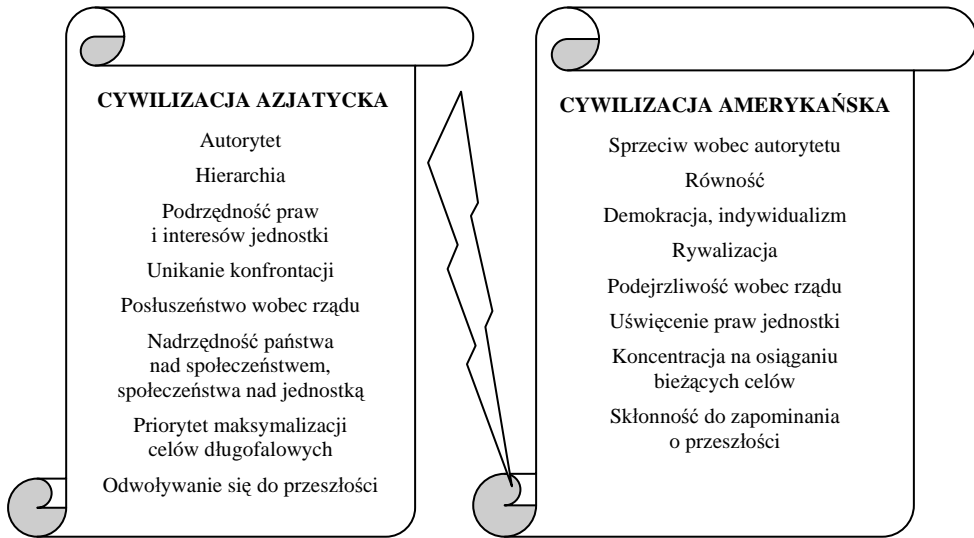 CYWILIZACJA AZJATYCKA
Autorytet
Hierarchia
Podrzędność praw
i interesów jednostki
Unikanie konfrontacji
Posłuszeństwo wobec rządu
Nadrzędność państwa
nad społeczeństwem,
społeczeństwa nad jednostką
Priorytet maksymalizacji
celów długofalowych
Odwoływanie się do przeszłości
CYWILIZACJA AMERYKAŃSKA
Sprzeciw wobec autorytetu
Równość
Demokracja, indywidualizm
Rywalizacja
Podejrzliwość wobec rządu
Uświęcenie praw jednostki
Koncentracja na osiąganiu
bieżących celów
Skłonność do zapominania
o przeszłości